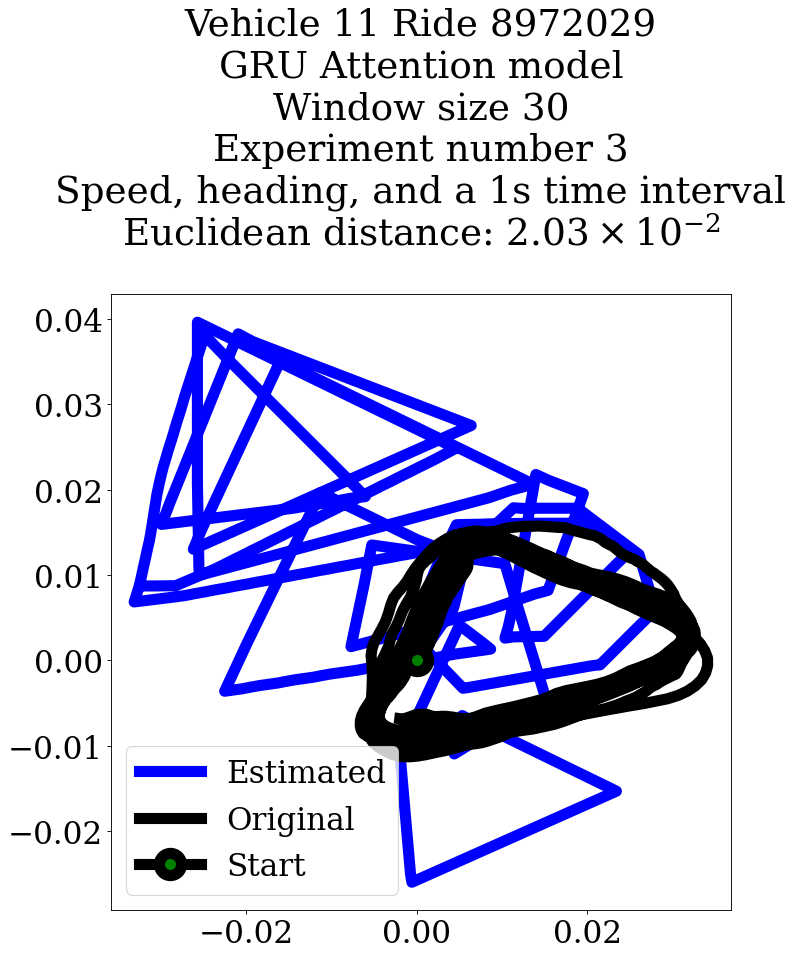 Vehicle 11 Ride 8972029
GRU Attention model
Window size 30
Experiment number 3
Speed, heading, and a 1s time interval
Euclidean distance: 2.03 × 10⁻²
0.04
0.03
0.02
0.01
0.00
−0.01
−0.02
Estimated
Original
Start
−0.02 0.00 0.02